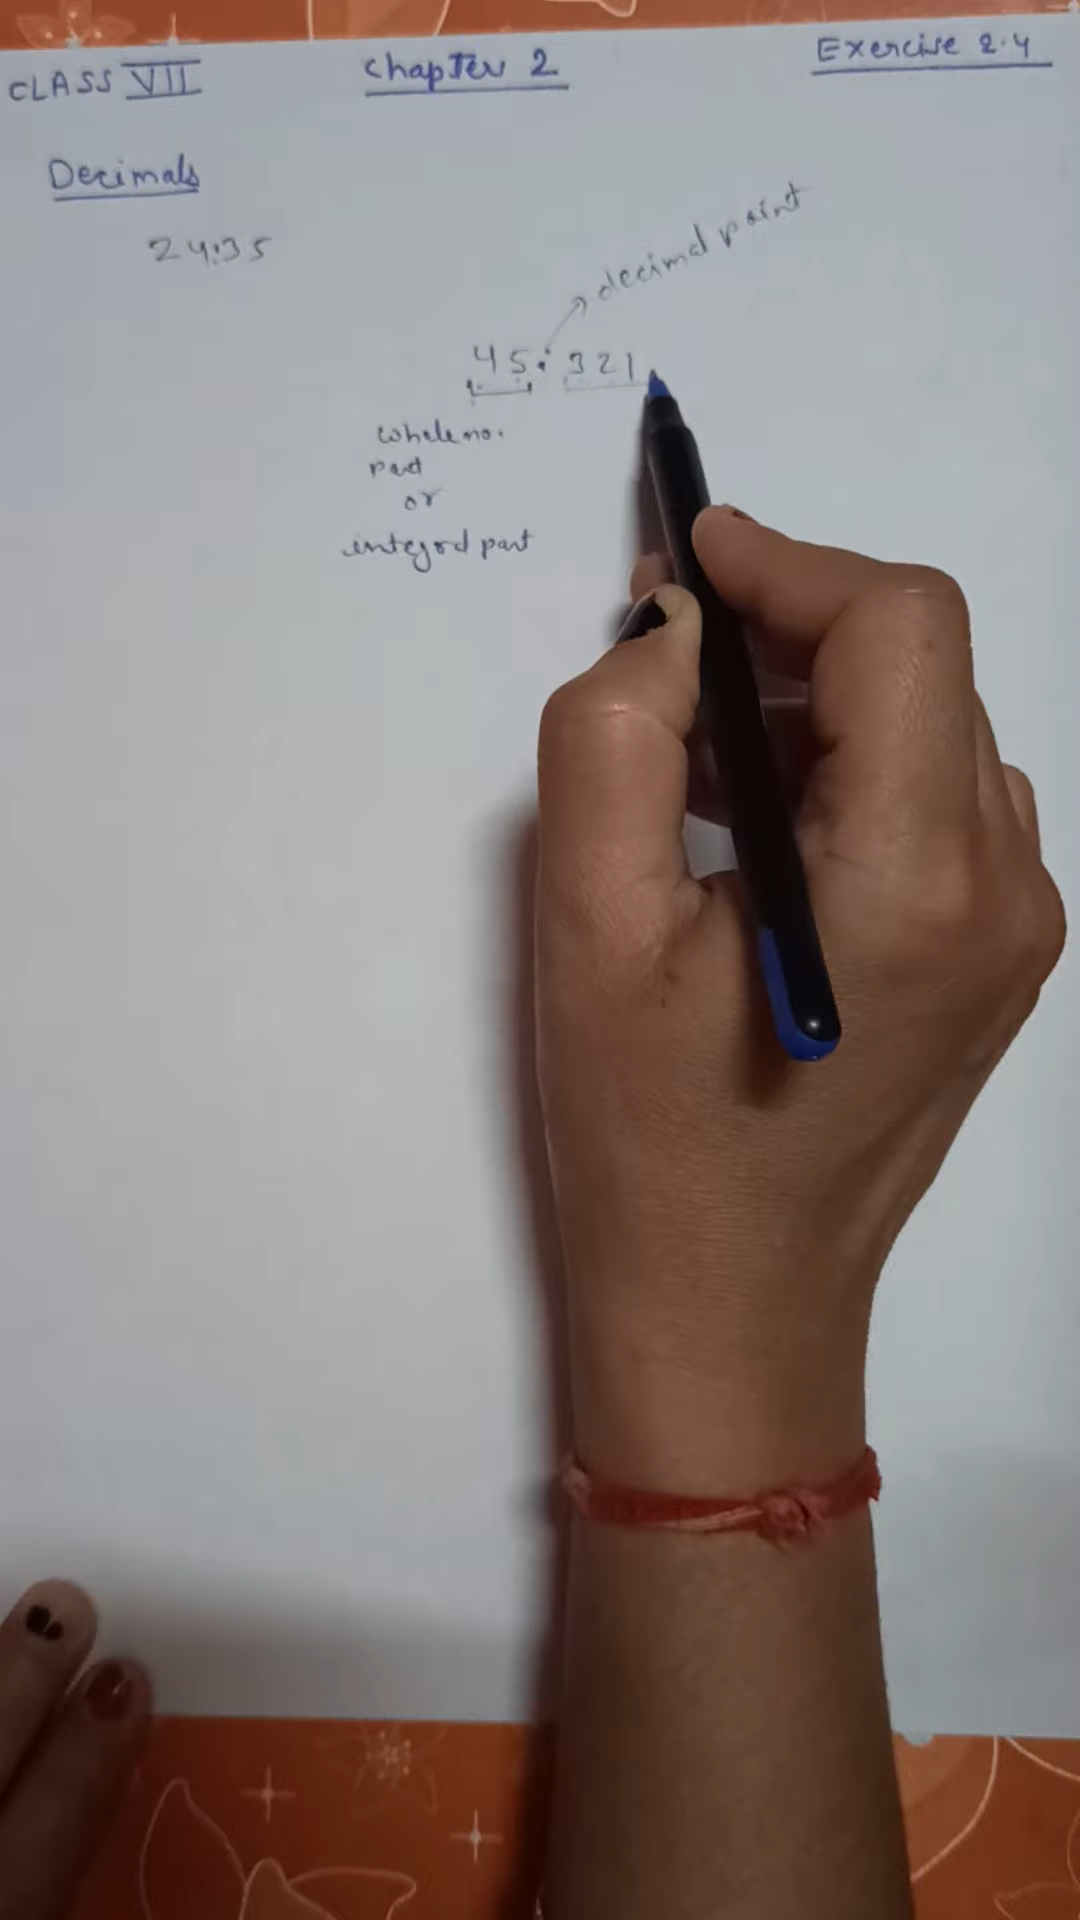 CLASS VII Chapter 2 Exercise 2.4
Decimals
24.35
decimal point
45.321
whole no.
part
or
integral part